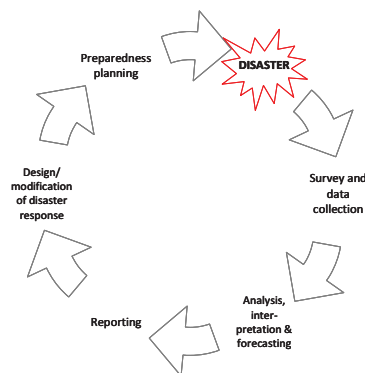 Preparedness
planning
DISASTER
Survey and
data
collection
Analysis,
inter-
pretation &
forecasting
Reporting
Design/
modification
of disaster
response